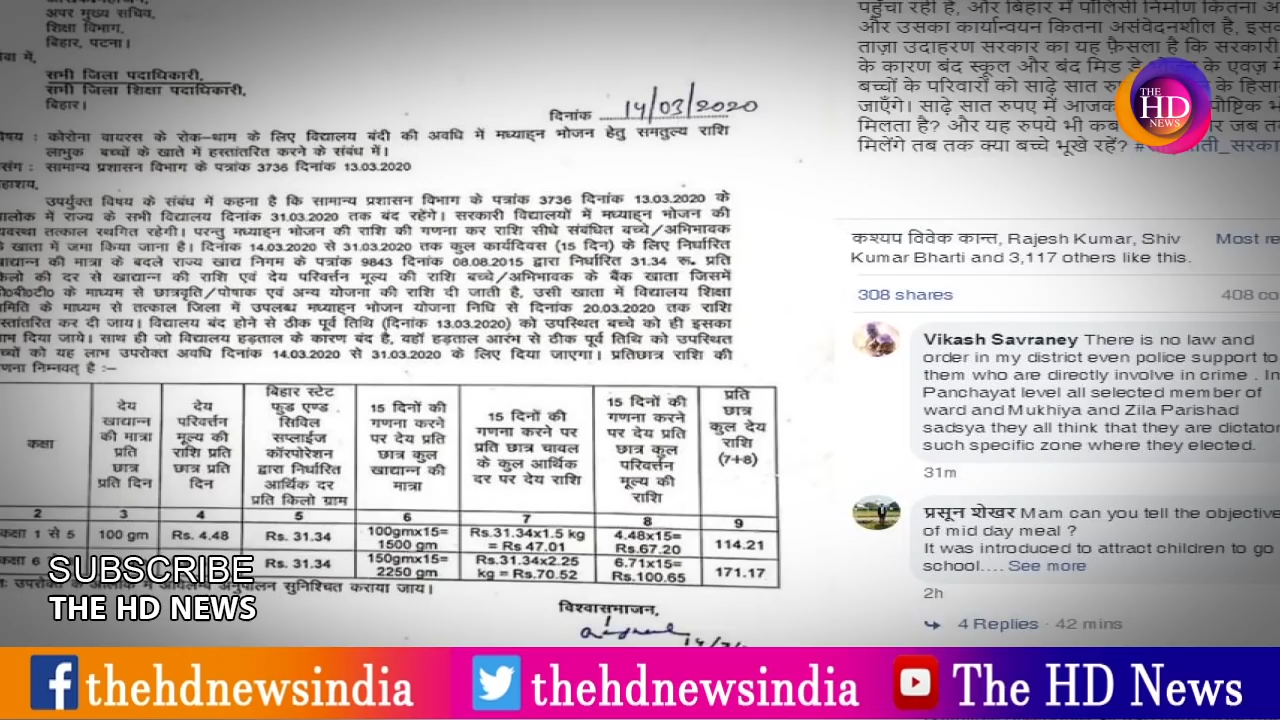 अपर मुख्य सचिव,
शिक्षा विभाग,
बिहार, पटना।
सभी जिला पदाधिकारी,
सभी जिला शिक्षा पदाधिकारी,
बिहार।
दिनांक 14/03/2020
कोरोना वायरस के रोक-थाम के लिए विद्यालय बंदी की अवधि में मध्याह्न भोजन हेतु समतुल्य राशि
लाभुक बच्चों के खाते में हस्तांतरित करने के संबंध में।
सामान्य प्रशासन विभाग के पत्रांक 3736 दिनांक 13.03.2020
उपर्युक्त विषय के संबंध में कहना है कि सामान्य प्रशासन विभाग के पत्रांक 3736 दिनांक 13.03.2020 के
आलोक में राज्य के सभी विद्यालय दिनांक 31.03.2020 तक बंद रहेंगे। सरकारी विद्यालयों में मध्याह्न भोजन की
व्यवस्था तत्काल स्थगित रहेगी। परन्तु मध्याह्न भोजन की राशि की गणना कर राशि सीधे संबंधित बच्चे/अभिभावक
के खाता में जमा किया जाना है। दिनांक 14.03.2020 से 31.03.2020 तक कुल कार्यदिवस (15 दिन) के लिए निर्धारित
खाद्यान्न की मात्रा के बदले राज्य खाद्य निगम के पत्रांक 9843 दिनांक 08.08.2015 द्वारा निर्धारित 31.34 रू. प्रति
किलो की दर से खाद्यान्न की राशि एवं देय परिवर्तन मूल्य की राशि बच्चे/अभिभावक के बैंक खाता जिसमें
के माध्यम से छात्रवृति/पोषाक एवं अन्य योजना की राशि दी जाती है, उसी खाता में विद्यालय शिक्षा
समिति के माध्यम से तत्काल जिला में उपलब्ध मध्याह्न भोजन योजना निधि से दिनांक 20.03.2020 तक राशि
हस्तांतरित कर दी जाय। विद्यालय बंद होने से ठीक पूर्व तिथि (दिनांक 13.03.2020) को उपस्थित बच्चे को ही इसका
लाभ दिया जाये। साथ ही जो विद्यालय हड़ताल के कारण बंद है, वहाँ हड़ताल आरंभ से ठीक पूर्व तिथि को उपस्थित
बच्चों को यह लाभ उपरोक्त अवधि दिनांक 14.03.2020 से 31.03.2020 के लिए दिया जाएगा। प्रतिछात्र राशि की
गणना निम्नवत् है :–
कक्षा
देय खाद्यान्न की मात्रा प्रति छात्र प्रति दिन
देय परिवर्तन मूल्य की राशि प्रति छात्र प्रति दिन
बिहार स्टेट फुड एण्ड सिविल सप्लाईज कॉरपोरेशन द्वारा निर्धारित आर्थिक दर प्रति किलो ग्राम
15 दिनों की गणना करने पर देय प्रति छात्र कुल खाद्यान्न की मात्रा
15 दिनों की गणना करने पर प्रति छात्र चावल के कुल आर्थिक दर पर देय राशि
15 दिनों की गणना करने पर देय प्रति छात्र कुल परिवर्तन मूल्य की राशि
प्रति छात्र कुल देय राशि (7+8)
2 3 4 5 6 7 8 9
कक्षा 1 से 5 100 gm Rs. 4.48 Rs. 31.34 100gmx15= 1500 gm Rs.31.34x1.5 kg = Rs 47.01 4.48x15= Rs.67.20 114.21
कक्षा 6 Rs. 31.34 150gmx15= 2250 gm Rs.31.34x2.25 kg = Rs.70.52 6.71x15= Rs.100.65 171.17
के आलोक में अनुपालन सुनिश्चित कराया जाय।
विश्वासभाजन,
पहुँचा रही है, और बिहार में पॉलिसी निर्माण कितना
और उसका कार्यान्वयन कितना असंवेदनशील है,
ताज़ा उदाहरण सरकार का यह फ़ैसला है कि सरकारी
के कारण बंद स्कूल और बंद मिड डे के एवज़
बच्चों के परिवारों को साढ़े सात के
जाएँगे। साढ़े सात रुपए में
मिलता है? और यह रुपये भी जब
मिलेंगे तब तक क्या बच्चे भूखे रहें?
THE
HD
NEWS
कश्यप विवेक कान्त, Rajesh Kumar, Shiv
Kumar Bharti and 3,117 others like this.
Most
308 shares
408
Vikash Savraney There is no law and
order in my district even police support to
them who are directly involve in crime . In
Panchayat level all selected member of
ward and Mukhiya and Zila Parishad
sadsya they all think that they are
such specific zone where they elected.
31m
प्रसून शेखर Mam can you tell the objective
of mid day meal ?
It was introduced to attract children to go
school.... See more
2h
4 Replies · 42 mins
SUBSCRIBE
THE HD NEWS
thehdnewsindia
thehdnewsindia
The HD News